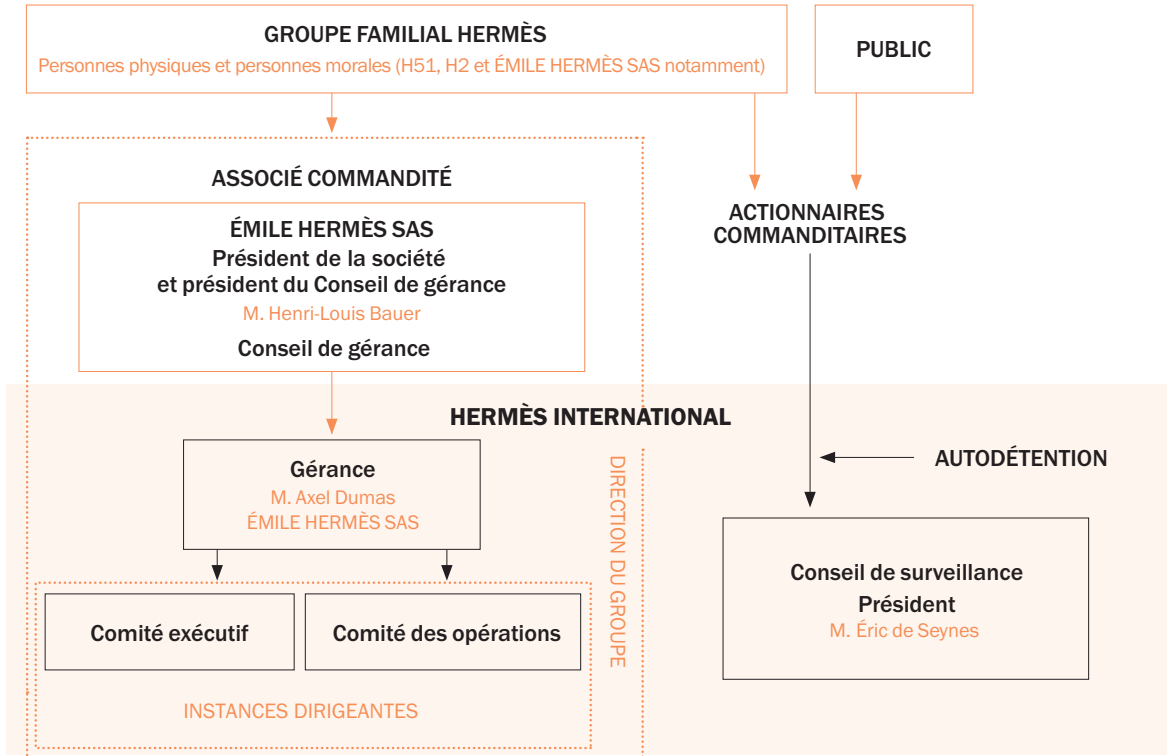 GROUPE FAMILIAL HERMÈS
Personnes physiques et personnes morales (H51, H2 et ÉMILE HERMÈS SAS notamment)
PUBLIC
ASSOCIÉ COMMANDITÉ
ÉMILE HERMÈS SAS
Président de la société
et président du Conseil de gérance
M. Henri-Louis Bauer
Conseil de gérance
ACTIONNAIRES
COMMANDITAIRES
HERMÈS INTERNATIONAL
Gérance
M. Axel Dumas
ÉMILE HERMÈS SAS
DIRECTION DU GROUPE
AUTODÉTENTION
Comité exécutif
Comité des opérations
INSTANCES DIRIGEANTES
Conseil de surveillance
Président
M. Éric de Seynes